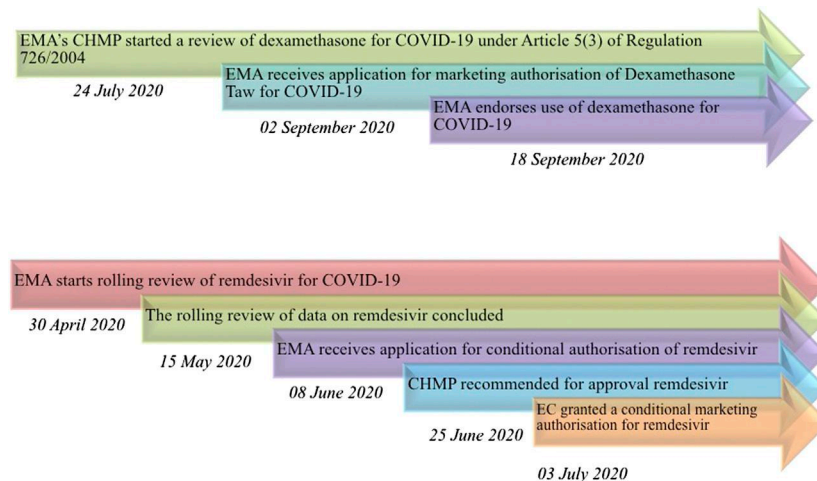 EMA's CHMP started a review of dexamethasone for COVID-19 under Article 5(3) of Regulation
726/2004
24 July 2020
EMA receives application for marketing authorisation of Dexamethasone
Taw for COVID-19
02 September 2020
EMA endorses use of dexamethasone for
COVID-19
18 September 2020
EMA starts rolling review of remdesivir for COVID-19
30 April 2020
The rolling review of data on remdesivir concluded
15 May 2020
EMA receives application for conditional authorisation of remdesivir
08 June 2020
CHMP recommended for approval remdesivir
25 June 2020
EC granted a conditional marketing
authorisation for remdesivir
03 July 2020